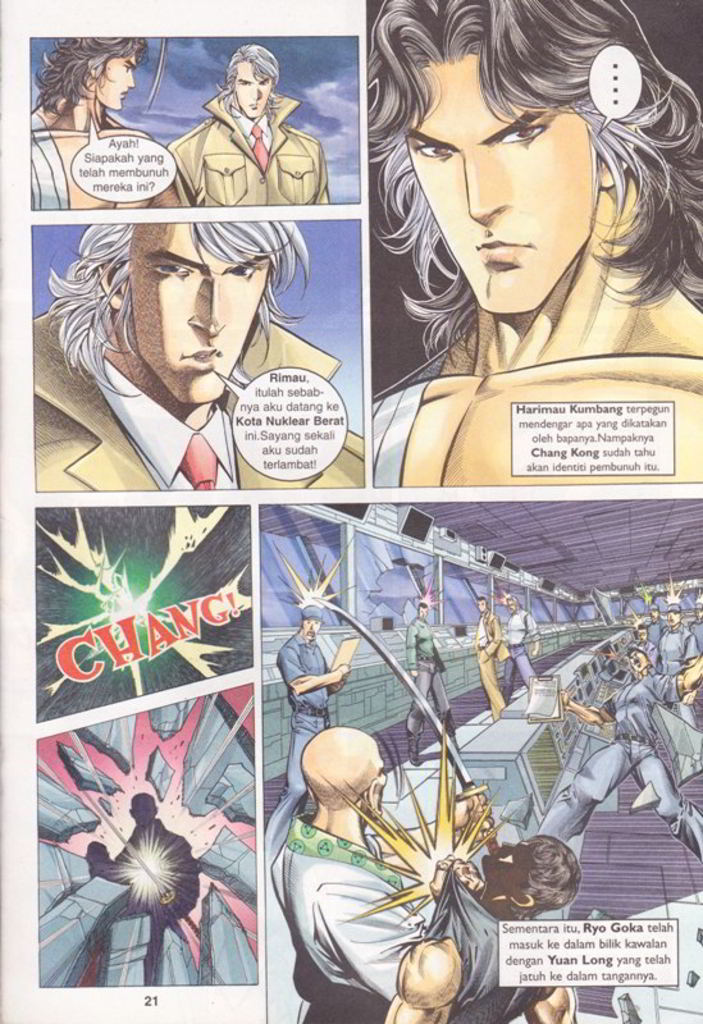 Ayah!
Siapakah yang
telah membunuh
mereka ini?
....
Rimau,
itulah sebab-
nya aku datang ke
Kota Nuklear Berat
ini.Sayang sekali
aku sudah
terlambat!
Harimau Kumbang terpegun
mendengar apa yang dikatakan
oleh bapanya.Nampaknya
Chang Kong sudah tahu
akan identiti pembunuh itu.
CHANG!
Sementara itu, Ryo Goka telah
masuk ke dalam bilik kawalan
dengan Yuan Long yang telah
jatuh ke dalam tangannya.
21